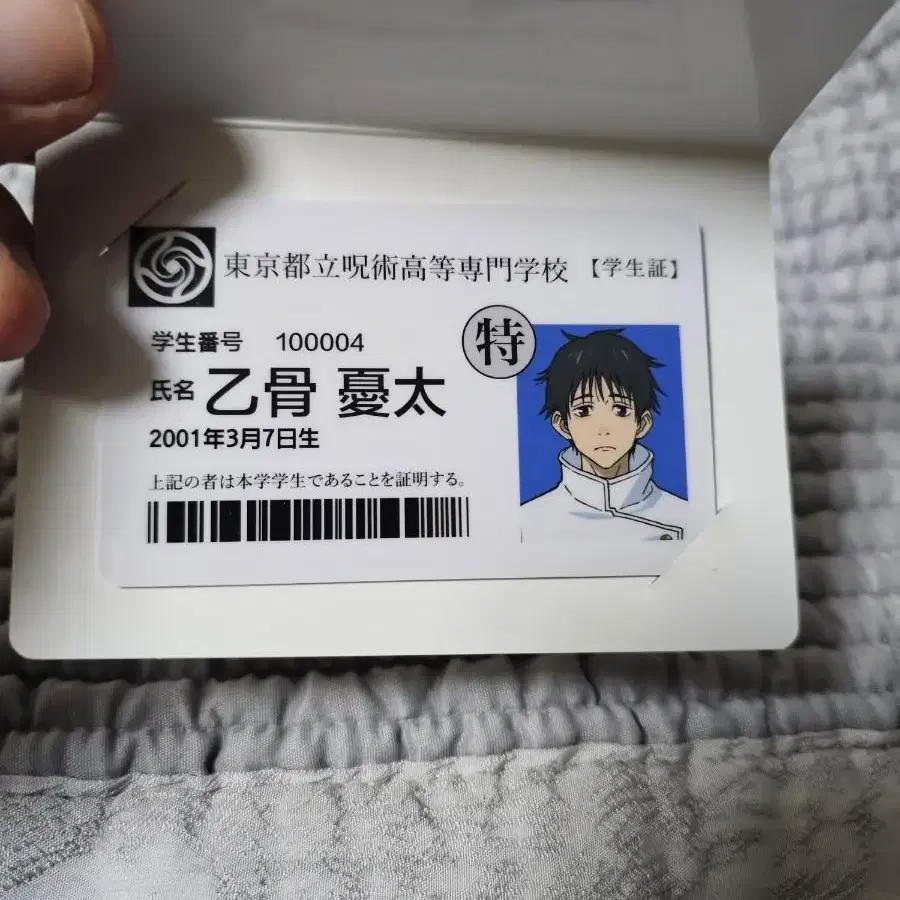 東京都立呪術高等専門学校 【学生証】
学生番号 100004
特
氏名 乙骨 憂太
2001年3月7日生
上記の者は本学学生であることを証明する。